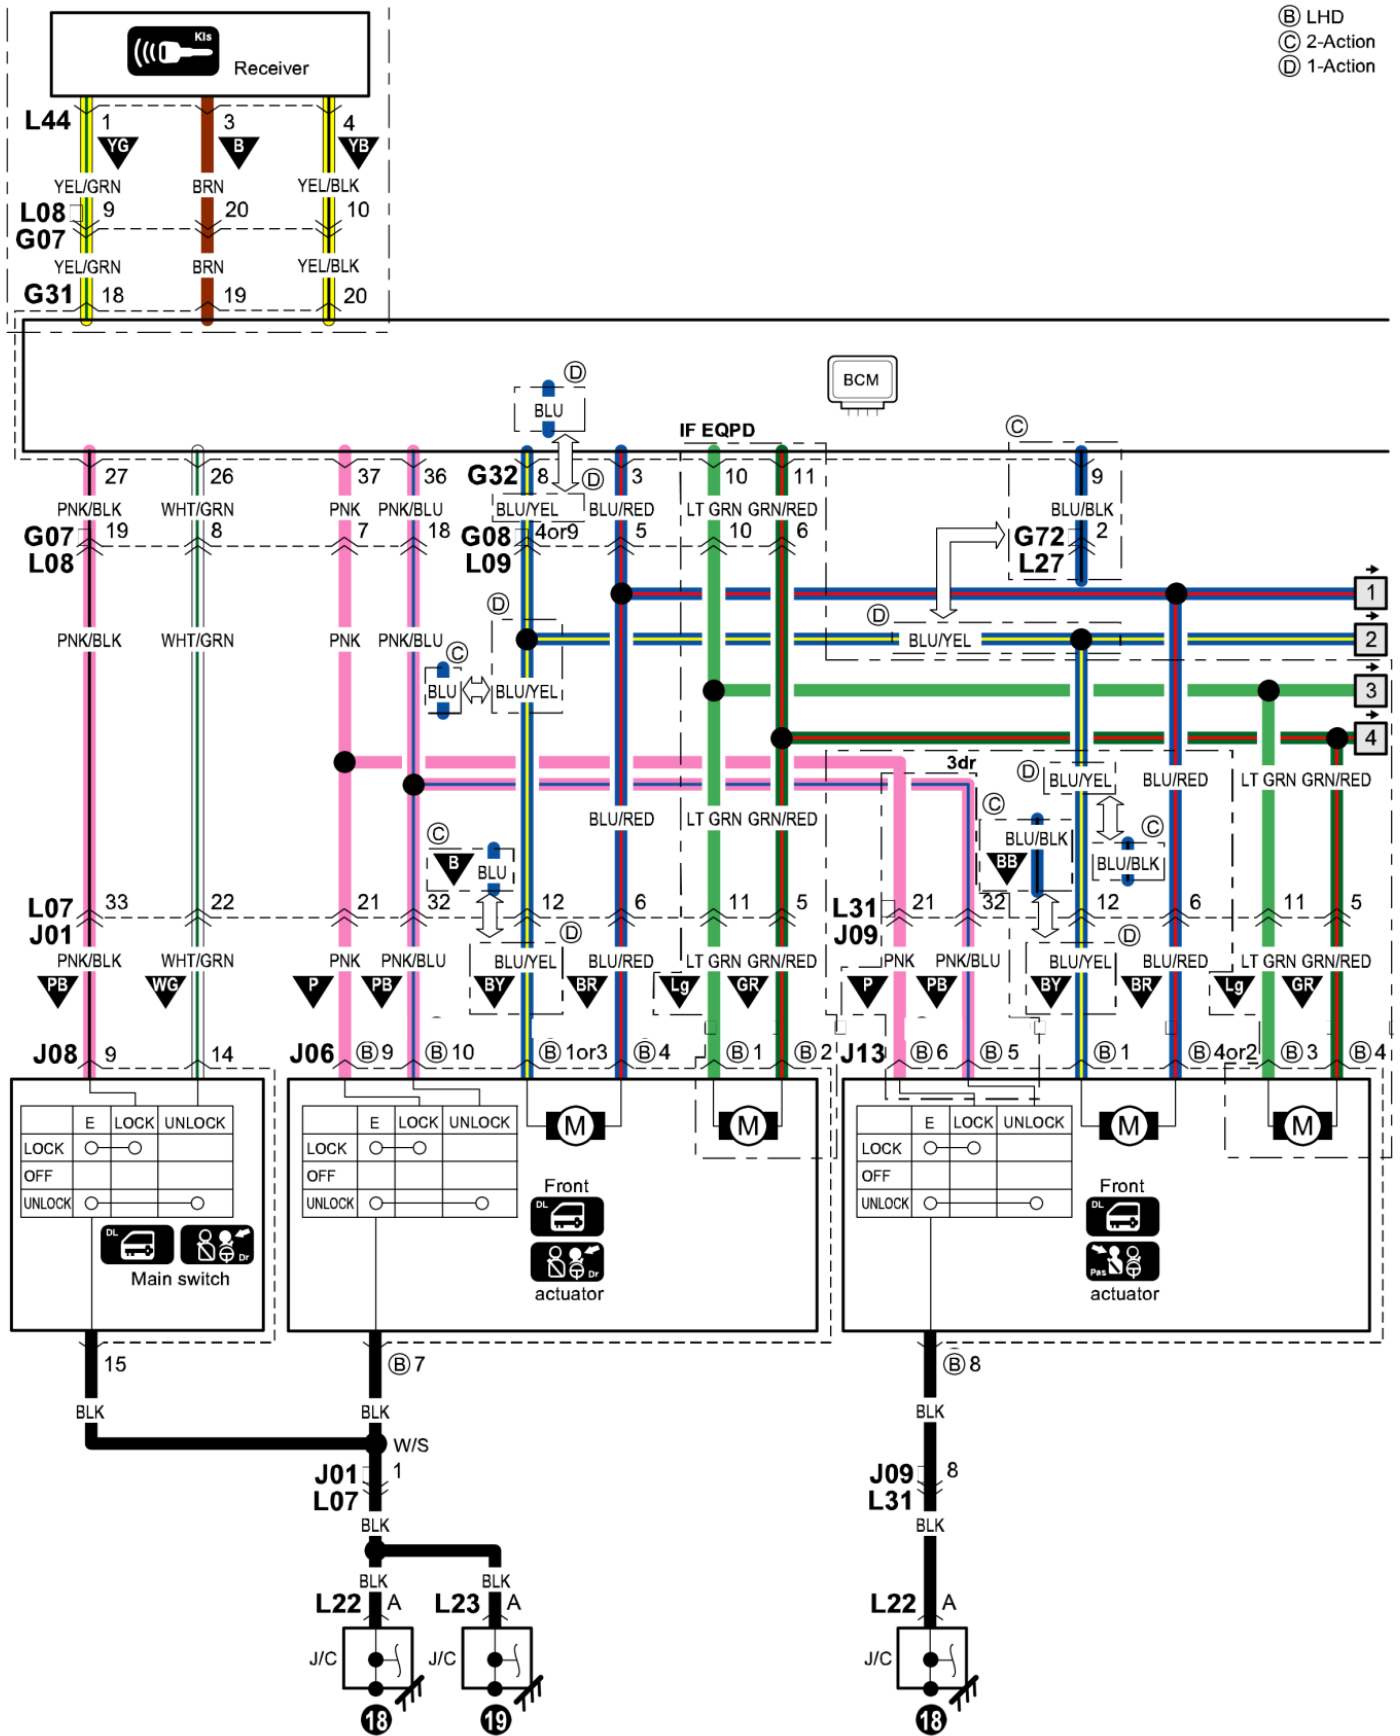 Ⓑ LHD
Ⓒ 2-Action
Ⓓ 1-Action
Kls
Receiver
L44 1 3 4
YG B YB
YEL/GRN BRN YEL/BLK
L08 9 20 10
G07
YEL/GRN BRN YEL/BLK
G31 18 19 20
BCM
Ⓓ
BLU
IF EQPD Ⓒ
27 26 37 36 G32 8 Ⓓ 3 10 11 9
PNK/BLK WHT/GRN PNK PNK/BLU BLU/YEL BLU/RED LT GRN GRN/RED BLU/BLK
G07 19 8 7 18 G08 4or9 5 10 6 G72 2
L08 L09 L27
1
Ⓓ Ⓓ
PNK/BLK WHT/GRN PNK PNK/BLU BLU/YEL 2
Ⓒ
BLU BLU/YEL 3
4
3dr
Ⓓ BLU/YEL BLU/RED LT GRN GRN/RED
Ⓒ Ⓒ
BLU/RED LT GRN GRN/RED BLU/BLK Ⓒ
B BLU BB BLU/BLK
L07 33 22 21 32 12 6 11 5 L31 21 32 12 6 11 5
J01 J09
Ⓓ Ⓓ
PNK/BLK WHT/GRN PNK PNK/BLU BLU/YEL BLU/RED LT GRN GRN/RED PNK PNK/BLU BLU/YEL BLU/RED LT GRN GRN/RED
PB WG P PB BY BR Lg GR P PB BY BR Lg GR
J08 9 14 J06 Ⓑ 9 Ⓑ 10 Ⓑ 1or3 Ⓑ 4 Ⓑ 1 Ⓑ 2 J13 Ⓑ 6 Ⓑ 5 Ⓑ 1 Ⓑ 4or2 Ⓑ 3 Ⓑ 4
E LOCK UNLOCK E LOCK UNLOCK M M E LOCK UNLOCK M M
LOCK LOCK LOCK
OFF OFF OFF
UNLOCK UNLOCK UNLOCK
Front Front
DL DL DL
Dr Dr Pas
Main switch actuator actuator
15 Ⓑ 7 Ⓑ 8
BLK BLK BLK
W/S
J01 1 J09 8
L07 L31
BLK BLK
BLK BLK
L22 A L23 A L22 A
J/C J/C J/C
18 19 18